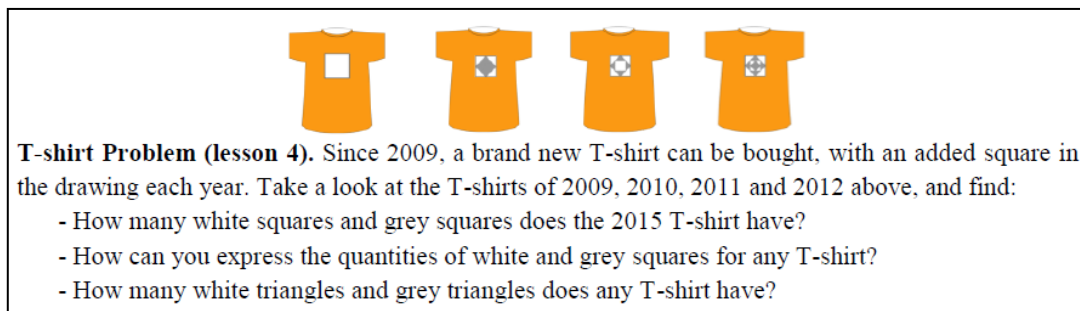 T-shirt Problem (lesson 4). Since 2009, a brand new T-shirt can be bought, with an added square in
the drawing each year. Take a look at the T-shirts of 2009, 2010, 2011 and 2012 above, and find:
- How many white squares and grey squares does the 2015 T-shirt have?
- How can you express the quantities of white and grey squares for any T-shirt?
- How many white triangles and grey triangles does any T-shirt have?